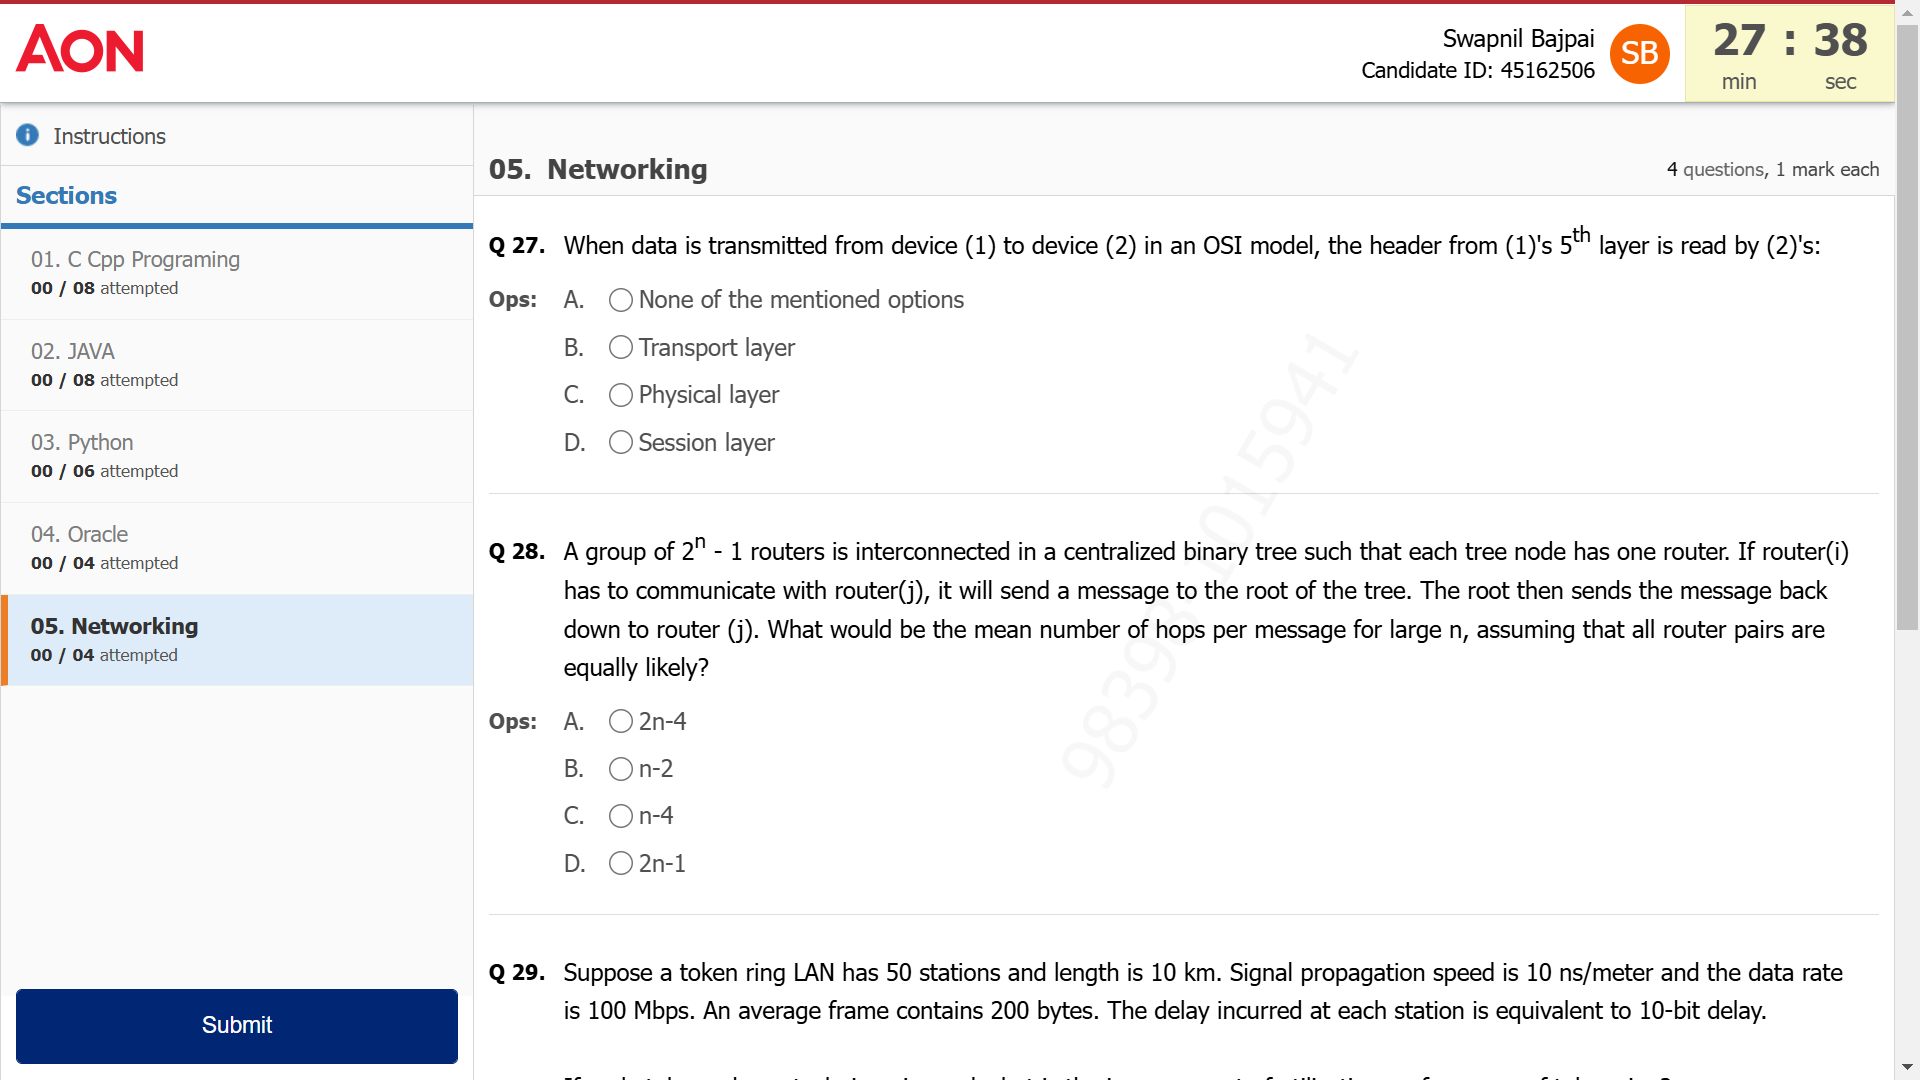 AON
Swapnil Bajpai
Candidate ID: 45162506
SB
27 : 38
min sec
Instructions
Sections
01. C Cpp Programing
00 / 08 attempted
02. JAVA
00 / 08 attempted
03. Python
00 / 06 attempted
04. Oracle
00 / 04 attempted
05. Networking
00 / 04 attempted
Submit
05. Networking
4 questions, 1 mark each
Q 27. When data is transmitted from device (1) to device (2) in an OSI model, the header from (1)'s 5th layer is read by (2)'s:
Ops: A. None of the mentioned options
B. Transport layer
C. Physical layer
D. Session layer
Q 28. A group of 2n - 1 routers is interconnected in a centralized binary tree such that each tree node has one router. If router(i)
has to communicate with router(j), it will send a message to the root of the tree. The root then sends the message back
down to router (j). What would be the mean number of hops per message for large n, assuming that all router pairs are
equally likely?
Ops: A. 2n-4
B. n-2
C. n-4
D. 2n-1
Q 29. Suppose a token ring LAN has 50 stations and length is 10 km. Signal propagation speed is 10 ns/meter and the data rate
is 100 Mbps. An average frame contains 200 bytes. The delay incurred at each station is equivalent to 10-bit delay.